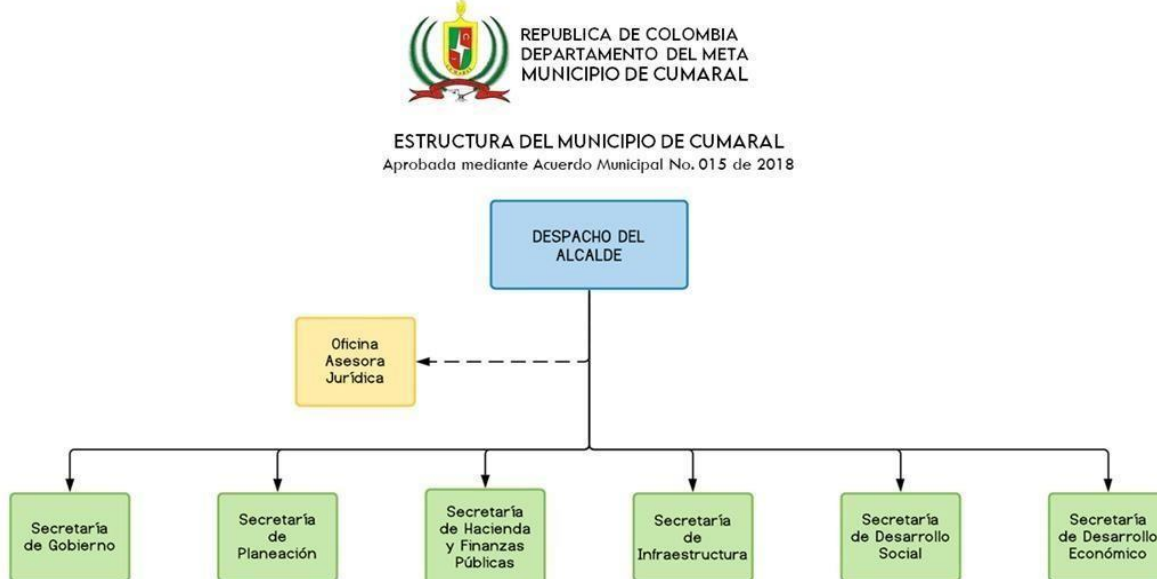 REPUBLICA DE COLOMBIA
DEPARTAMENTO DEL META
MUNICIPIO DE CUMARAL
ESTRUCTURA DEL MUNICIPIO DE CUMARAL
Aprobada mediante Acuerdo Municipal No. 015 de 2018
DESPACHO DEL
ALCALDE
Oficina
Asesora
Jurídica
Secretaría
de Gobierno
Secretaría
de
Planeación
Secretaría
de Hacienda
y Finanzas
Públicas
Secretaría
de
Infraestructura
Secretaría
de Desarrollo
Social
Secretaría
de Desarrollo
Económico